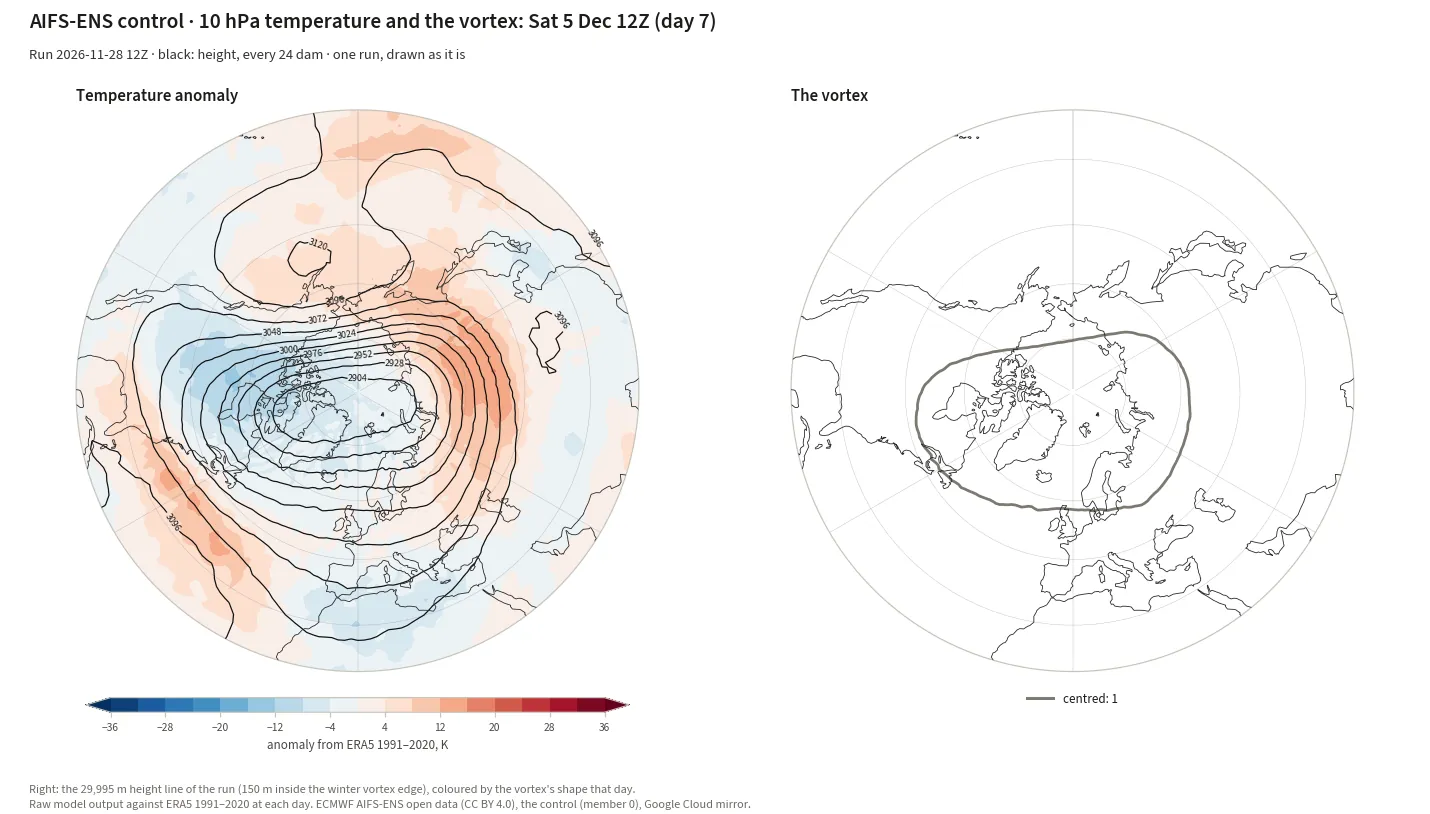 AIFS-ENS control · 10 hPa temperature and the vortex: Sat 5 Dec 12Z (day 7)
Run 2026-11-28 12Z · black: height, every 24 dam · one run, drawn as it is
Temperature anomaly
The vortex
3120
3096
3096
3096
3072
3048
3024
3000
2976
2952
2928
2904
3096
centred: 1
−36 −28 −20 −12 −4 4 12 20 28 36
anomaly from ERA5 1991–2020, K
Right: the 29,995 m height line of the run (150 m inside the winter vortex edge), coloured by the vortex's shape that day.
Raw model output against ERA5 1991–2020 at each day. ECMWF AIFS-ENS open data (CC BY 4.0), the control (member 0), Google Cloud mirror.